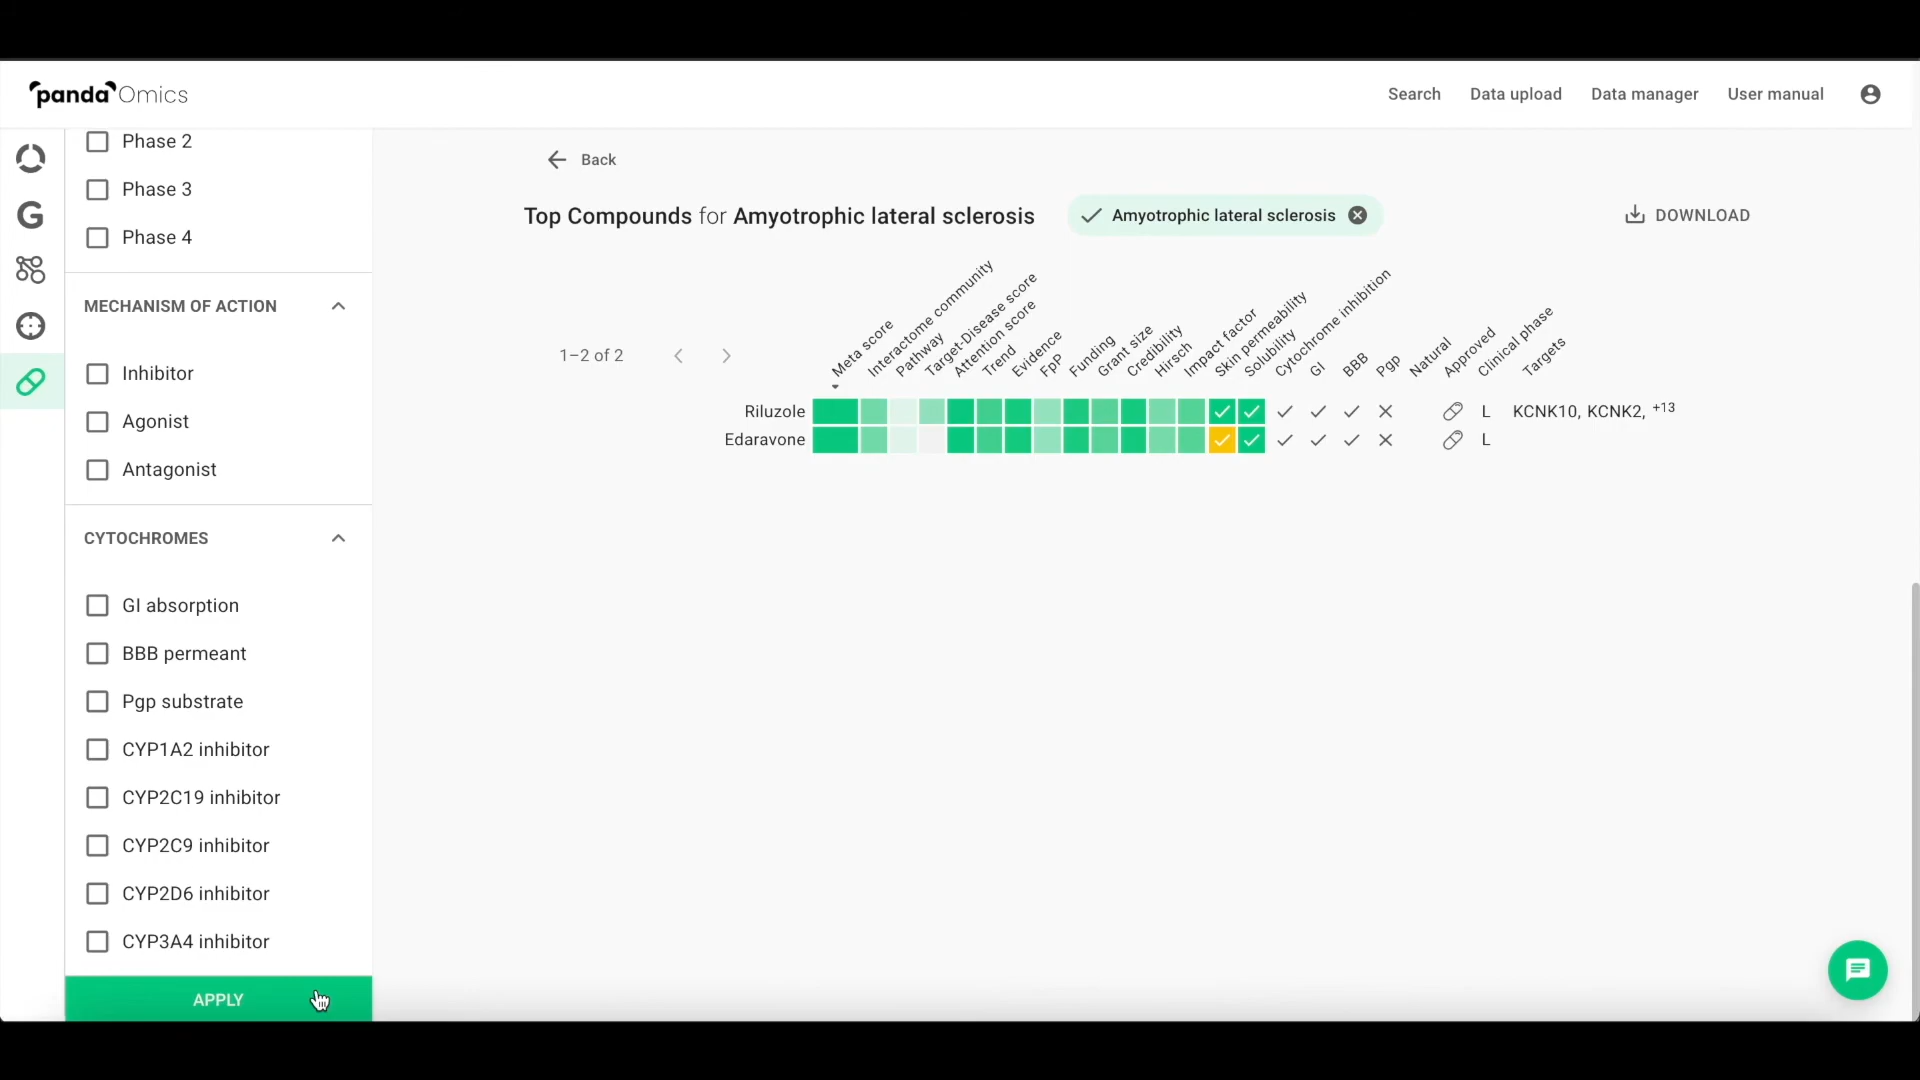 pandaOmics
Search
Data upload
Data manager
User manual
Phase 2
Phase 3
Phase 4
MECHANISM OF ACTION
Inhibitor
Agonist
Antagonist
CYTOCHROMES
GI absorption
BBB permeant
Pgp substrate
CYP1A2 inhibitor
CYP2C19 inhibitor
CYP2C9 inhibitor
CYP2D6 inhibitor
CYP3A4 inhibitor
APPLY
Back
Top Compounds for Amyotrophic lateral sclerosis
Amyotrophic lateral sclerosis
DOWNLOAD
1–2 of 2
Meta score
Interactome community
Pathway
Target-Disease score
Attention score
Trend
Evidence
FpP
Funding
Grant size
Credibility
Hirsch
Impact factor
Skin permeability
Solubility
Cytochrome inhibition
GI
BBB
Pgp
Natural
Approved
Clinical phase
Targets
Riluzole L KCNK10, KCNK2, +13
Edaravone L